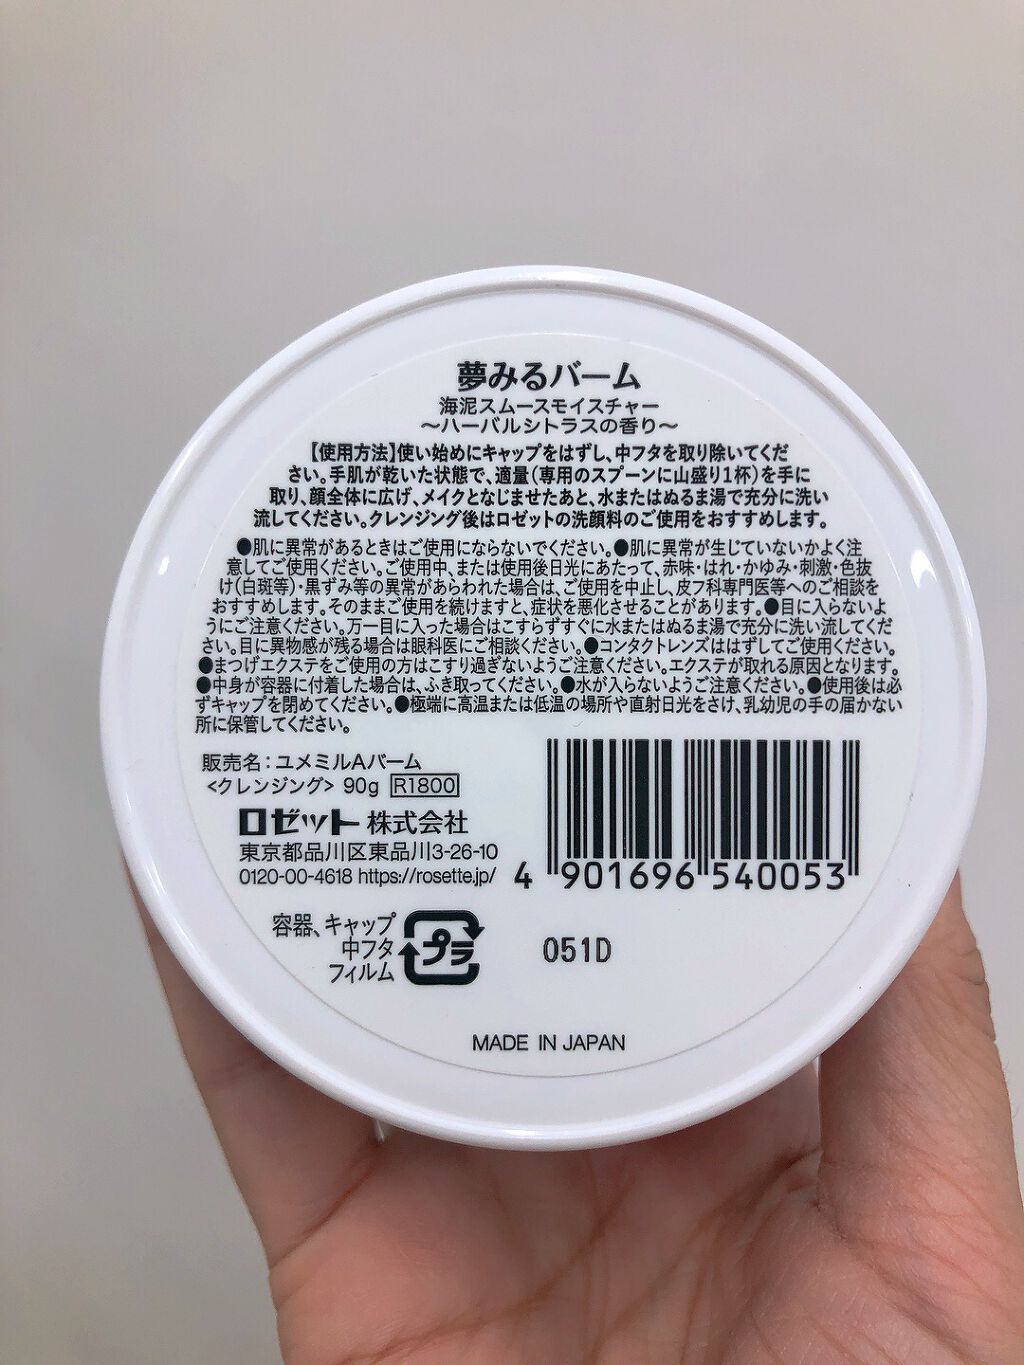 夢みるバーム
海泥スムースモイスチャー
～ハーバルシトラスの香り～
【使用方法】使い始めにキャップをはずし、中フタを取り除いてくだ
さい。手肌が乾いた状態で、適量(専用のスプーンに山盛り1杯)を手に
取り、顔全体に広げ、メイクとなじませたあと、水またはぬるま湯で充分に洗い
流してください。クレンジング後はロゼットの洗顔料のご使用をおすすめします。
●肌に異常があるときはご使用にならないでください。●肌に異常が生じていないかよく注
意してご使用ください。ご使用中、または使用後日光にあたって、赤味・はれ・かゆみ・刺激・色抜
け(白斑等)・黒ずみ等の異常があらわれた場合は、ご使用を中止し、皮フ科専門医等へのご相談を
おすすめします。そのままご使用を続けますと、症状を悪化させることがあります。●目に入らないよ
うにご注意ください。万一目に入った場合はこすらずすぐに水またはぬるま湯で充分に洗い流してくだ
さい。目に異物感が残る場合は眼科医にご相談ください。●コンタクトレンズははずしてご使用ください。
●まつげエクステをご使用の方はこすり過ぎないようご注意ください。エクステが取れる原因となります。
●中身が容器に付着した場合は、ふき取ってください。●水が入らないようご注意ください。●使用後は必
ずキャップを閉めてください。●極端に高温または低温の場所や直射日光をさけ、乳幼児の手の届かない
所に保管してください。
販売名：ユメミルAバーム
<クレンジング> 90g R1800
ロゼット株式会社
東京都品川区東品川3-26-10
0120-00-4618 https://rosette.jp/
4 901696 540053
容器、キャップ
中フタ
フィルム
プラ
051D
MADE IN JAPAN